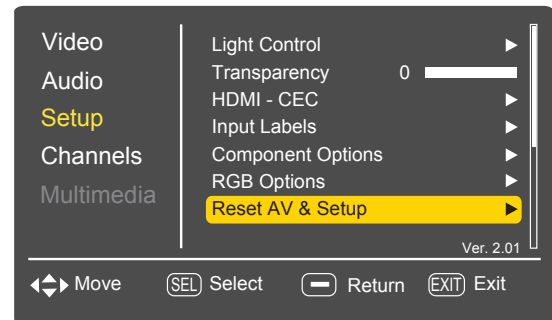 Video
Audio
Setup
Channels
Multimedia
Light Control
Transparency 0
HDMI - CEC
Input Labels
Component Options
RGB Options
Reset AV & Setup
Ver. 2.01
Move SEL Select Return EXIT Exit